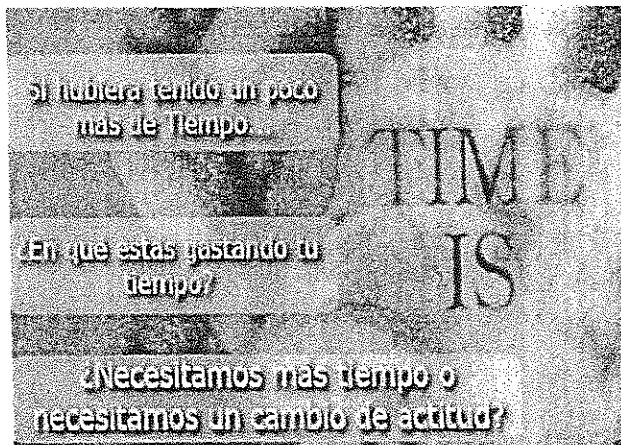 Si hubiera tenido un poco
más de Tiempo...
TIME
IS
¿En que estas gastando tu
tiempo?
¿Necesitamos más tiempo o
necesitamos un cambio de actitud?